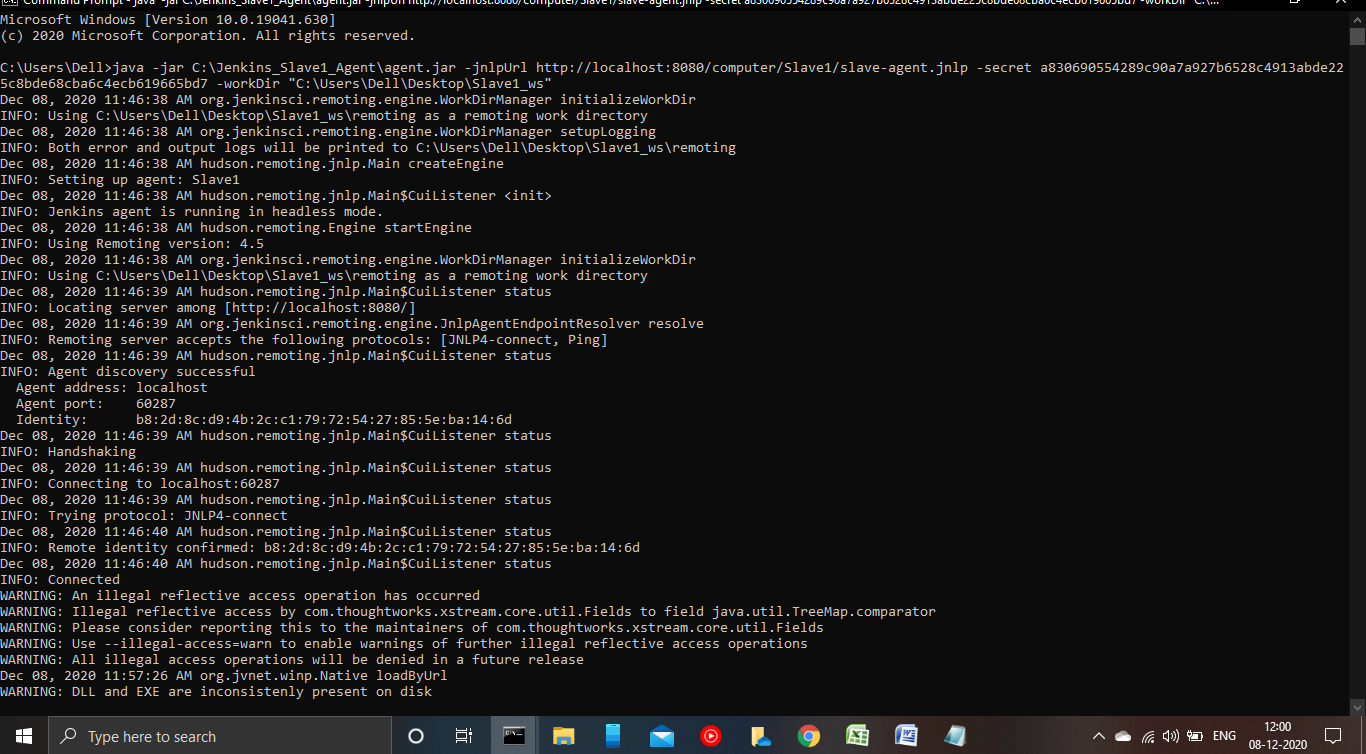 Command Prompt - java -jar C:\Jenkins_Slave1_Agent\agent.jar -jnlpUrl http://localhost:8080/computer/Slave1/slave-agent.jnlp -secret a830690554289c90a7a927b6528c4913abde225c8bde68cba6c4ecb619665bd7 -workDir "C:\...
Microsoft Windows [Version 10.0.19041.630]
(c) 2020 Microsoft Corporation. All rights reserved.
C:\Users\Dell>java -jar C:\Jenkins_Slave1_Agent\agent.jar -jnlpUrl http://localhost:8080/computer/Slave1/slave-agent.jnlp -secret a830690554289c90a7a927b6528c4913abde22
5c8bde68cba6c4ecb619665bd7 -workDir "C:\Users\Dell\Desktop\Slave1_ws"
Dec 08, 2020 11:46:38 AM org.jenkinsci.remoting.engine.WorkDirManager initializeWorkDir
INFO: Using C:\Users\Dell\Desktop\Slave1_ws\remoting as a remoting work directory
Dec 08, 2020 11:46:38 AM org.jenkinsci.remoting.engine.WorkDirManager setupLogging
INFO: Both error and output logs will be printed to C:\Users\Dell\Desktop\Slave1_ws\remoting
Dec 08, 2020 11:46:38 AM hudson.remoting.jnlp.Main createEngine
INFO: Setting up agent: Slave1
Dec 08, 2020 11:46:38 AM hudson.remoting.jnlp.Main$CuiListener <init>
INFO: Jenkins agent is running in headless mode.
Dec 08, 2020 11:46:38 AM hudson.remoting.Engine startEngine
INFO: Using Remoting version: 4.5
Dec 08, 2020 11:46:38 AM org.jenkinsci.remoting.engine.WorkDirManager initializeWorkDir
INFO: Using C:\Users\Dell\Desktop\Slave1_ws\remoting as a remoting work directory
Dec 08, 2020 11:46:39 AM hudson.remoting.jnlp.Main$CuiListener status
INFO: Locating server among [http://localhost:8080/]
Dec 08, 2020 11:46:39 AM org.jenkinsci.remoting.engine.JnlpAgentEndpointResolver resolve
INFO: Remoting server accepts the following protocols: [JNLP4-connect, Ping]
Dec 08, 2020 11:46:39 AM hudson.remoting.jnlp.Main$CuiListener status
INFO: Agent discovery successful
Agent address: localhost
Agent port: 60287
Identity: b8:2d:8c:d9:4b:2c:c1:79:72:54:27:85:5e:ba:14:6d
Dec 08, 2020 11:46:39 AM hudson.remoting.jnlp.Main$CuiListener status
INFO: Handshaking
Dec 08, 2020 11:46:39 AM hudson.remoting.jnlp.Main$CuiListener status
INFO: Connecting to localhost:60287
Dec 08, 2020 11:46:39 AM hudson.remoting.jnlp.Main$CuiListener status
INFO: Trying protocol: JNLP4-connect
Dec 08, 2020 11:46:40 AM hudson.remoting.jnlp.Main$CuiListener status
INFO: Remote identity confirmed: b8:2d:8c:d9:4b:2c:c1:79:72:54:27:85:5e:ba:14:6d
Dec 08, 2020 11:46:40 AM hudson.remoting.jnlp.Main$CuiListener status
INFO: Connected
WARNING: An illegal reflective access operation has occurred
WARNING: Illegal reflective access by com.thoughtworks.xstream.core.util.Fields to field java.util.TreeMap.comparator
WARNING: Please consider reporting this to the maintainers of com.thoughtworks.xstream.core.util.Fields
WARNING: Use --illegal-access=warn to enable warnings of further illegal reflective access operations
WARNING: All illegal access operations will be denied in a future release
Dec 08, 2020 11:57:26 AM org.jvnet.winp.Native loadByUrl
WARNING: DLL and EXE are inconsistenly present on disk
Type here to search
ENG
12:00
08-12-2020